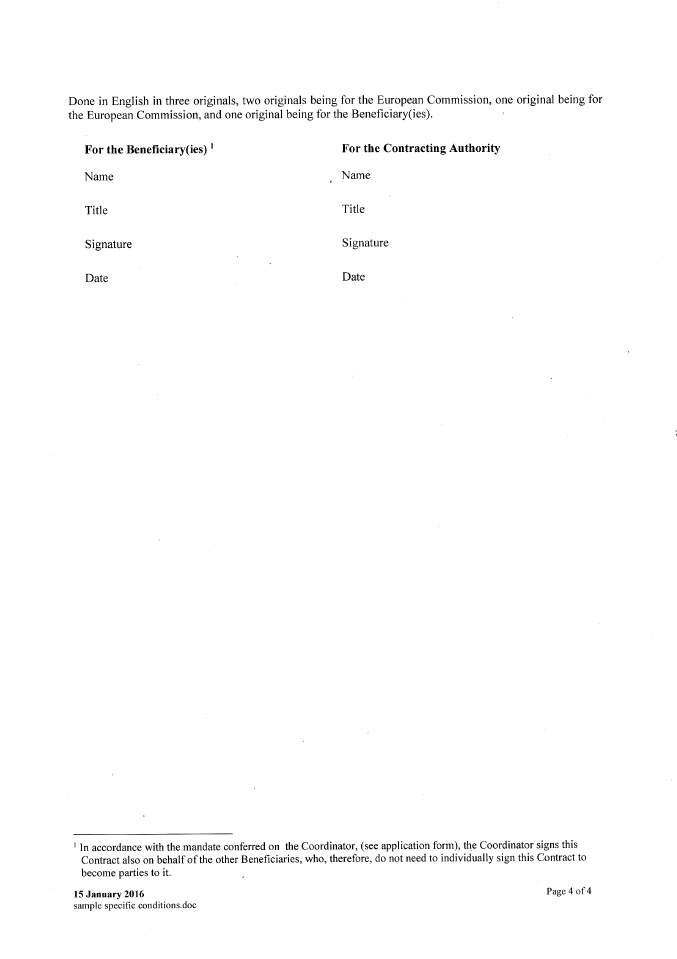 Done in English in three originals, two originals being for the European Commission, one original being for
the European Commission, and one original being for the Beneficiary(ies).
For the Beneficiary(ies) 1
For the Contracting Authority
Name
Name
Title
Title
Signature
Signature
Date
Date
1 In accordance with the mandate conferred on the Coordinator, (see application form), the Coordinator signs this
Contract also on behalf of the other Beneficiaries, who, therefore, do not need to individually sign this Contract to
become parties to it.
15 January 2016
Page 4 of 4
sample specific conditions.doc